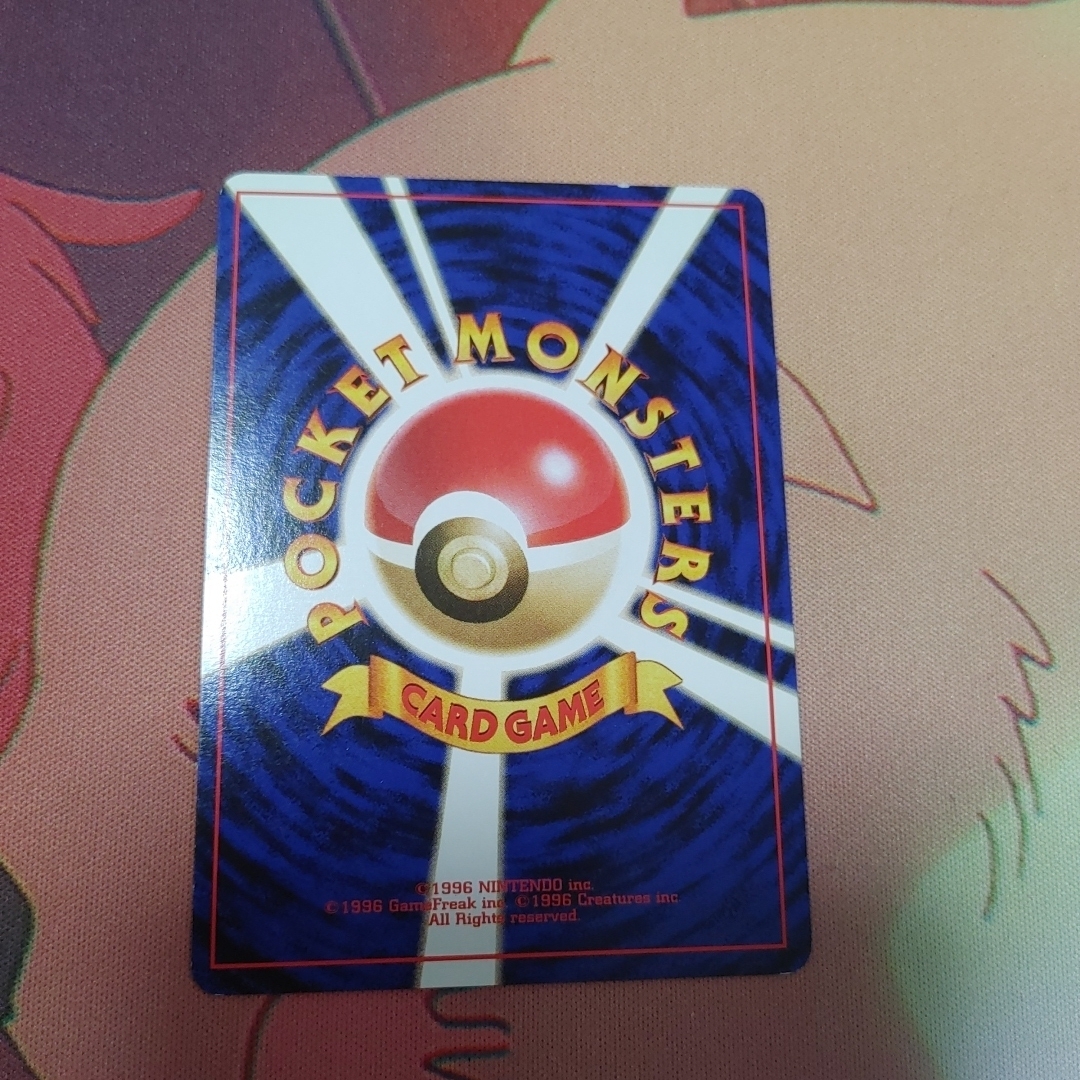 POCKET MONSTERS
CARD GAME
©1996 NINTENDO inc.
©1996 GameFreak inc. ©1996 Creatures inc
All Rights reserved.